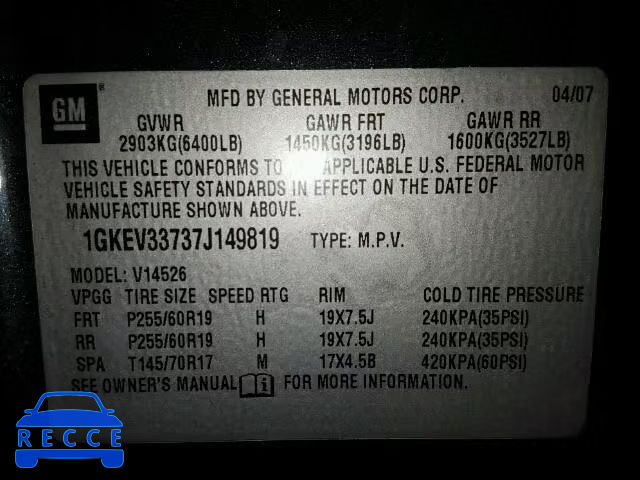 GM
MFD BY GENERAL MOTORS CORP. 04/07
GVWR GAWR FRT GAWR RR
2903KG(6400LB) 1450KG(3196LB) 1600KG(3527LB)
THIS VEHICLE CONFORMS TO ALL APPLICABLE U.S. FEDERAL MOTOR
VEHICLE SAFETY STANDARDS IN EFFECT ON THE DATE OF
MANUFACTURE SHOWN ABOVE.
1GKEV33737J149819 TYPE: M.P.V.
MODEL: V14526
VPGG TIRE SIZE SPEED RTG RIM COLD TIRE PRESSURE
FRT P255/60R19 H 19X7.5J 240KPA(35PSI)
RR P255/60R19 H 19X7.5J 240KPA(35PSI)
SPA T145/70R17 M 17X4.5B 420KPA(60PSI)
SEE OWNER'S MANUAL i FOR MORE INFORMATION.
RECCE